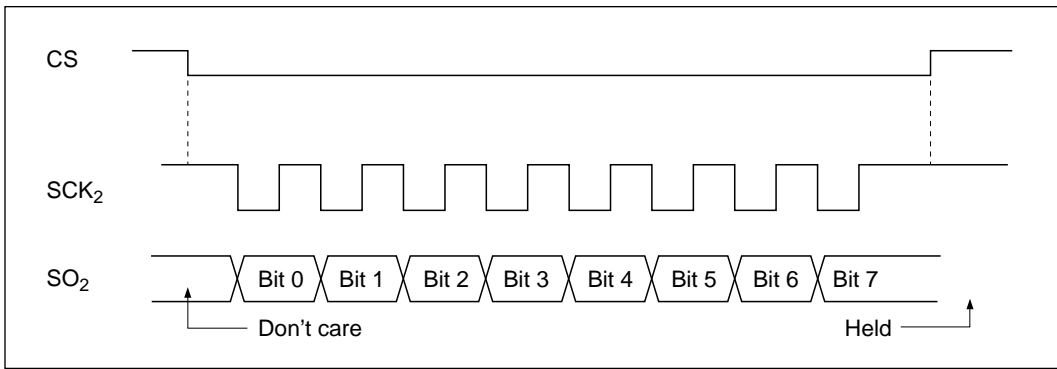 CS
SCK₂
SO₂ Bit 0 Bit 1 Bit 2 Bit 3 Bit 4 Bit 5 Bit 6 Bit 7
Don't care Held